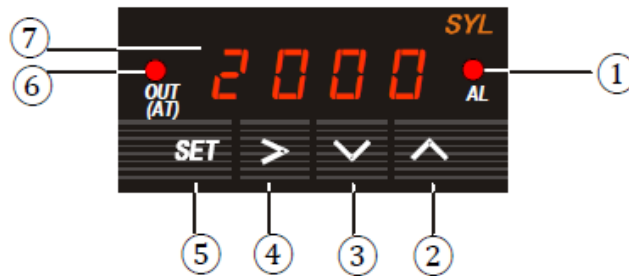 SYL
⑦
2000
⑥
①
OUT
(AT)
AL
SET > ∨ ∧
⑤ ④ ③ ②